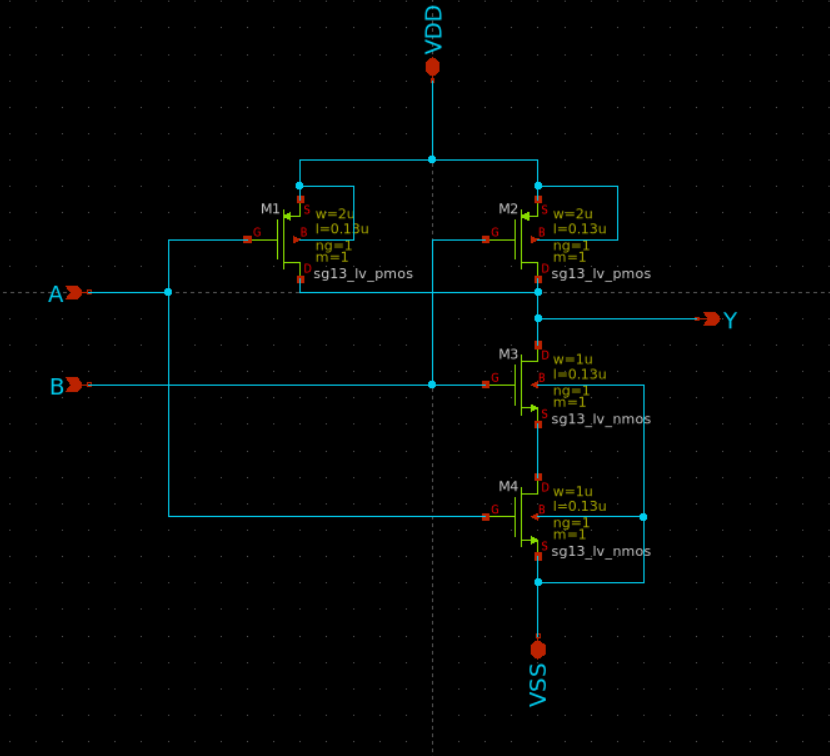 VDD
M1
S
w=2u
l=0.13u
G
B
ng=1
m=1
D
sg13_lv_pmos
M2
S
w=2u
l=0.13u
G
B
ng=1
m=1
D
sg13_lv_pmos
A
Y
B
M3
D
w=1u
l=0.13u
G
B
ng=1
m=1
S
sg13_lv_nmos
M4
D
w=1u
l=0.13u
G
B
ng=1
m=1
S
sg13_lv_nmos
VSS